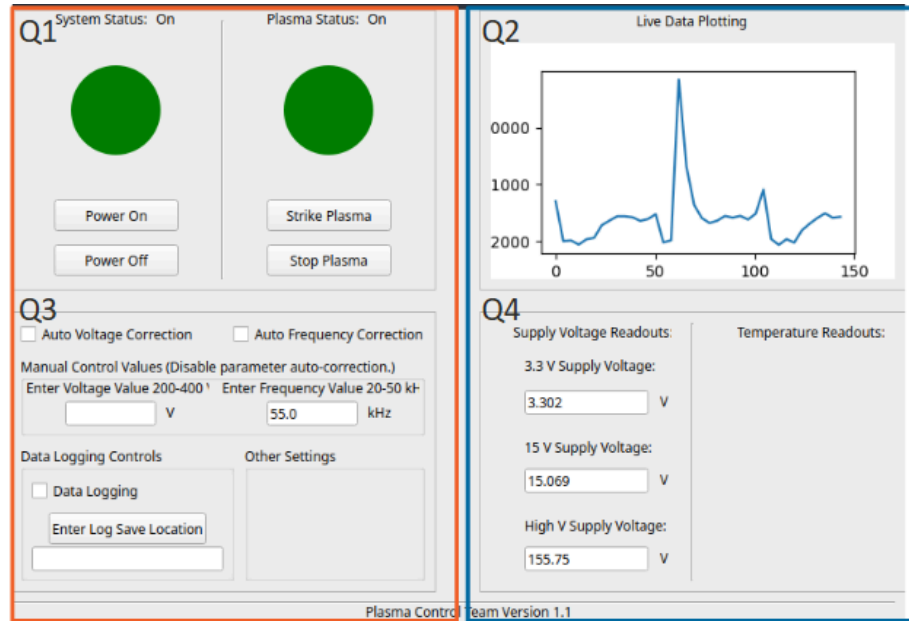 Q1
System Status: On
Plasma Status: On
Power On
Strike Plasma
Power Off
Stop Plasma
Q2
Live Data Plotting
0000
1000
2000
0 50 100 150
Q3
Auto Voltage Correction
Auto Frequency Correction
Manual Control Values (Disable parameter auto-correction.)
Enter Voltage Value 200-400
Enter Frequency Value 20-50
V
55.0 kHz
Data Logging Controls
Other Settings
Data Logging
Enter Log Save Location
Q4
Supply Voltage Readouts:
Temperature Readouts:
3.3 V Supply Voltage:
3.302 V
15 V Supply Voltage:
15.069 V
High V Supply Voltage:
155.75 V
Plasma Control Team Version 1.1